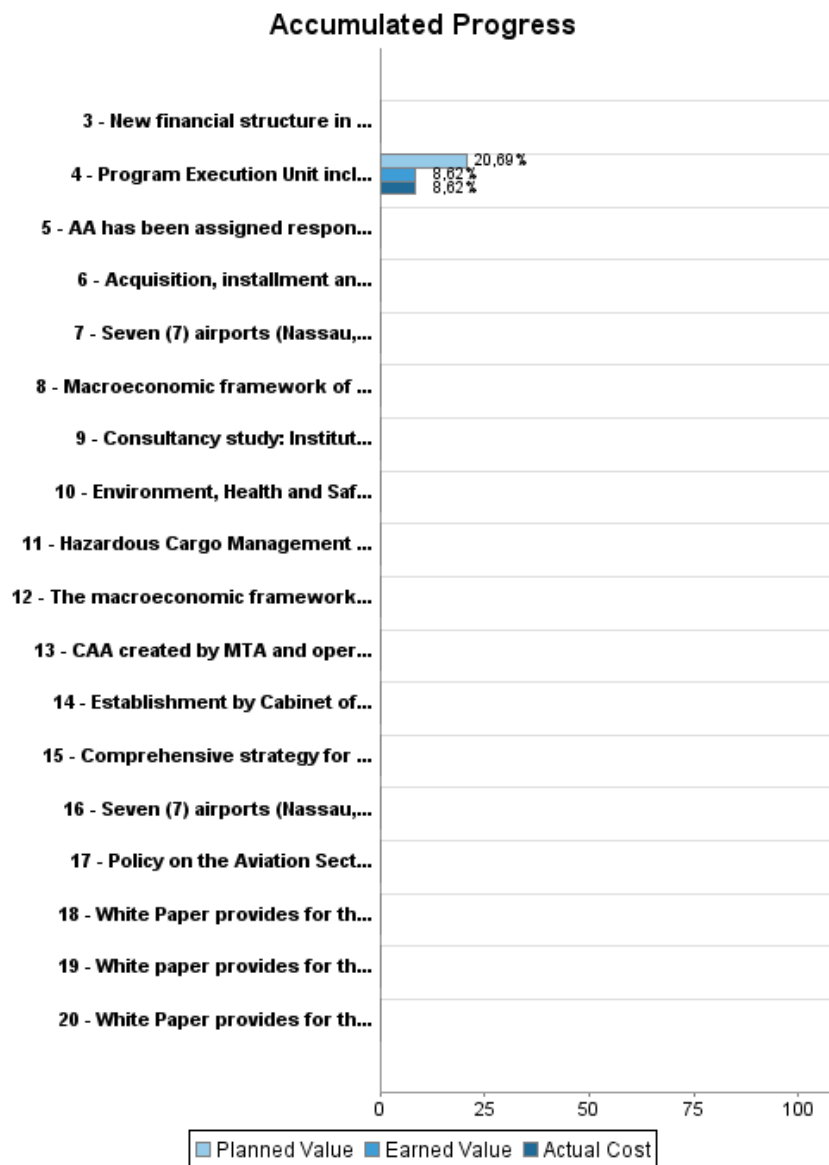 Accumulated Progress
3 - New financial structure in ...
4 - Program Execution Unit incl...
20,69%
8,62%
8,62%
5 - AA has been assigned respon...
6 - Acquisition, installment an...
7 - Seven (7) airports (Nassau,...
8 - Macroeconomic framework of ...
9 - Consultancy study: Institut...
10 - Environment, Health and Saf...
11 - Hazardous Cargo Management ...
12 - The macroeconomic framework...
13 - CAA created by MTA and oper...
14 - Establishment by Cabinet of...
15 - Comprehensive strategy for ...
16 - Seven (7) airports (Nassau,...
17 - Policy on the Aviation Sect...
18 - White Paper provides for th...
19 - White paper provides for th...
20 - White Paper provides for th...
0 25 50 75 100
Planned Value Earned Value Actual Cost